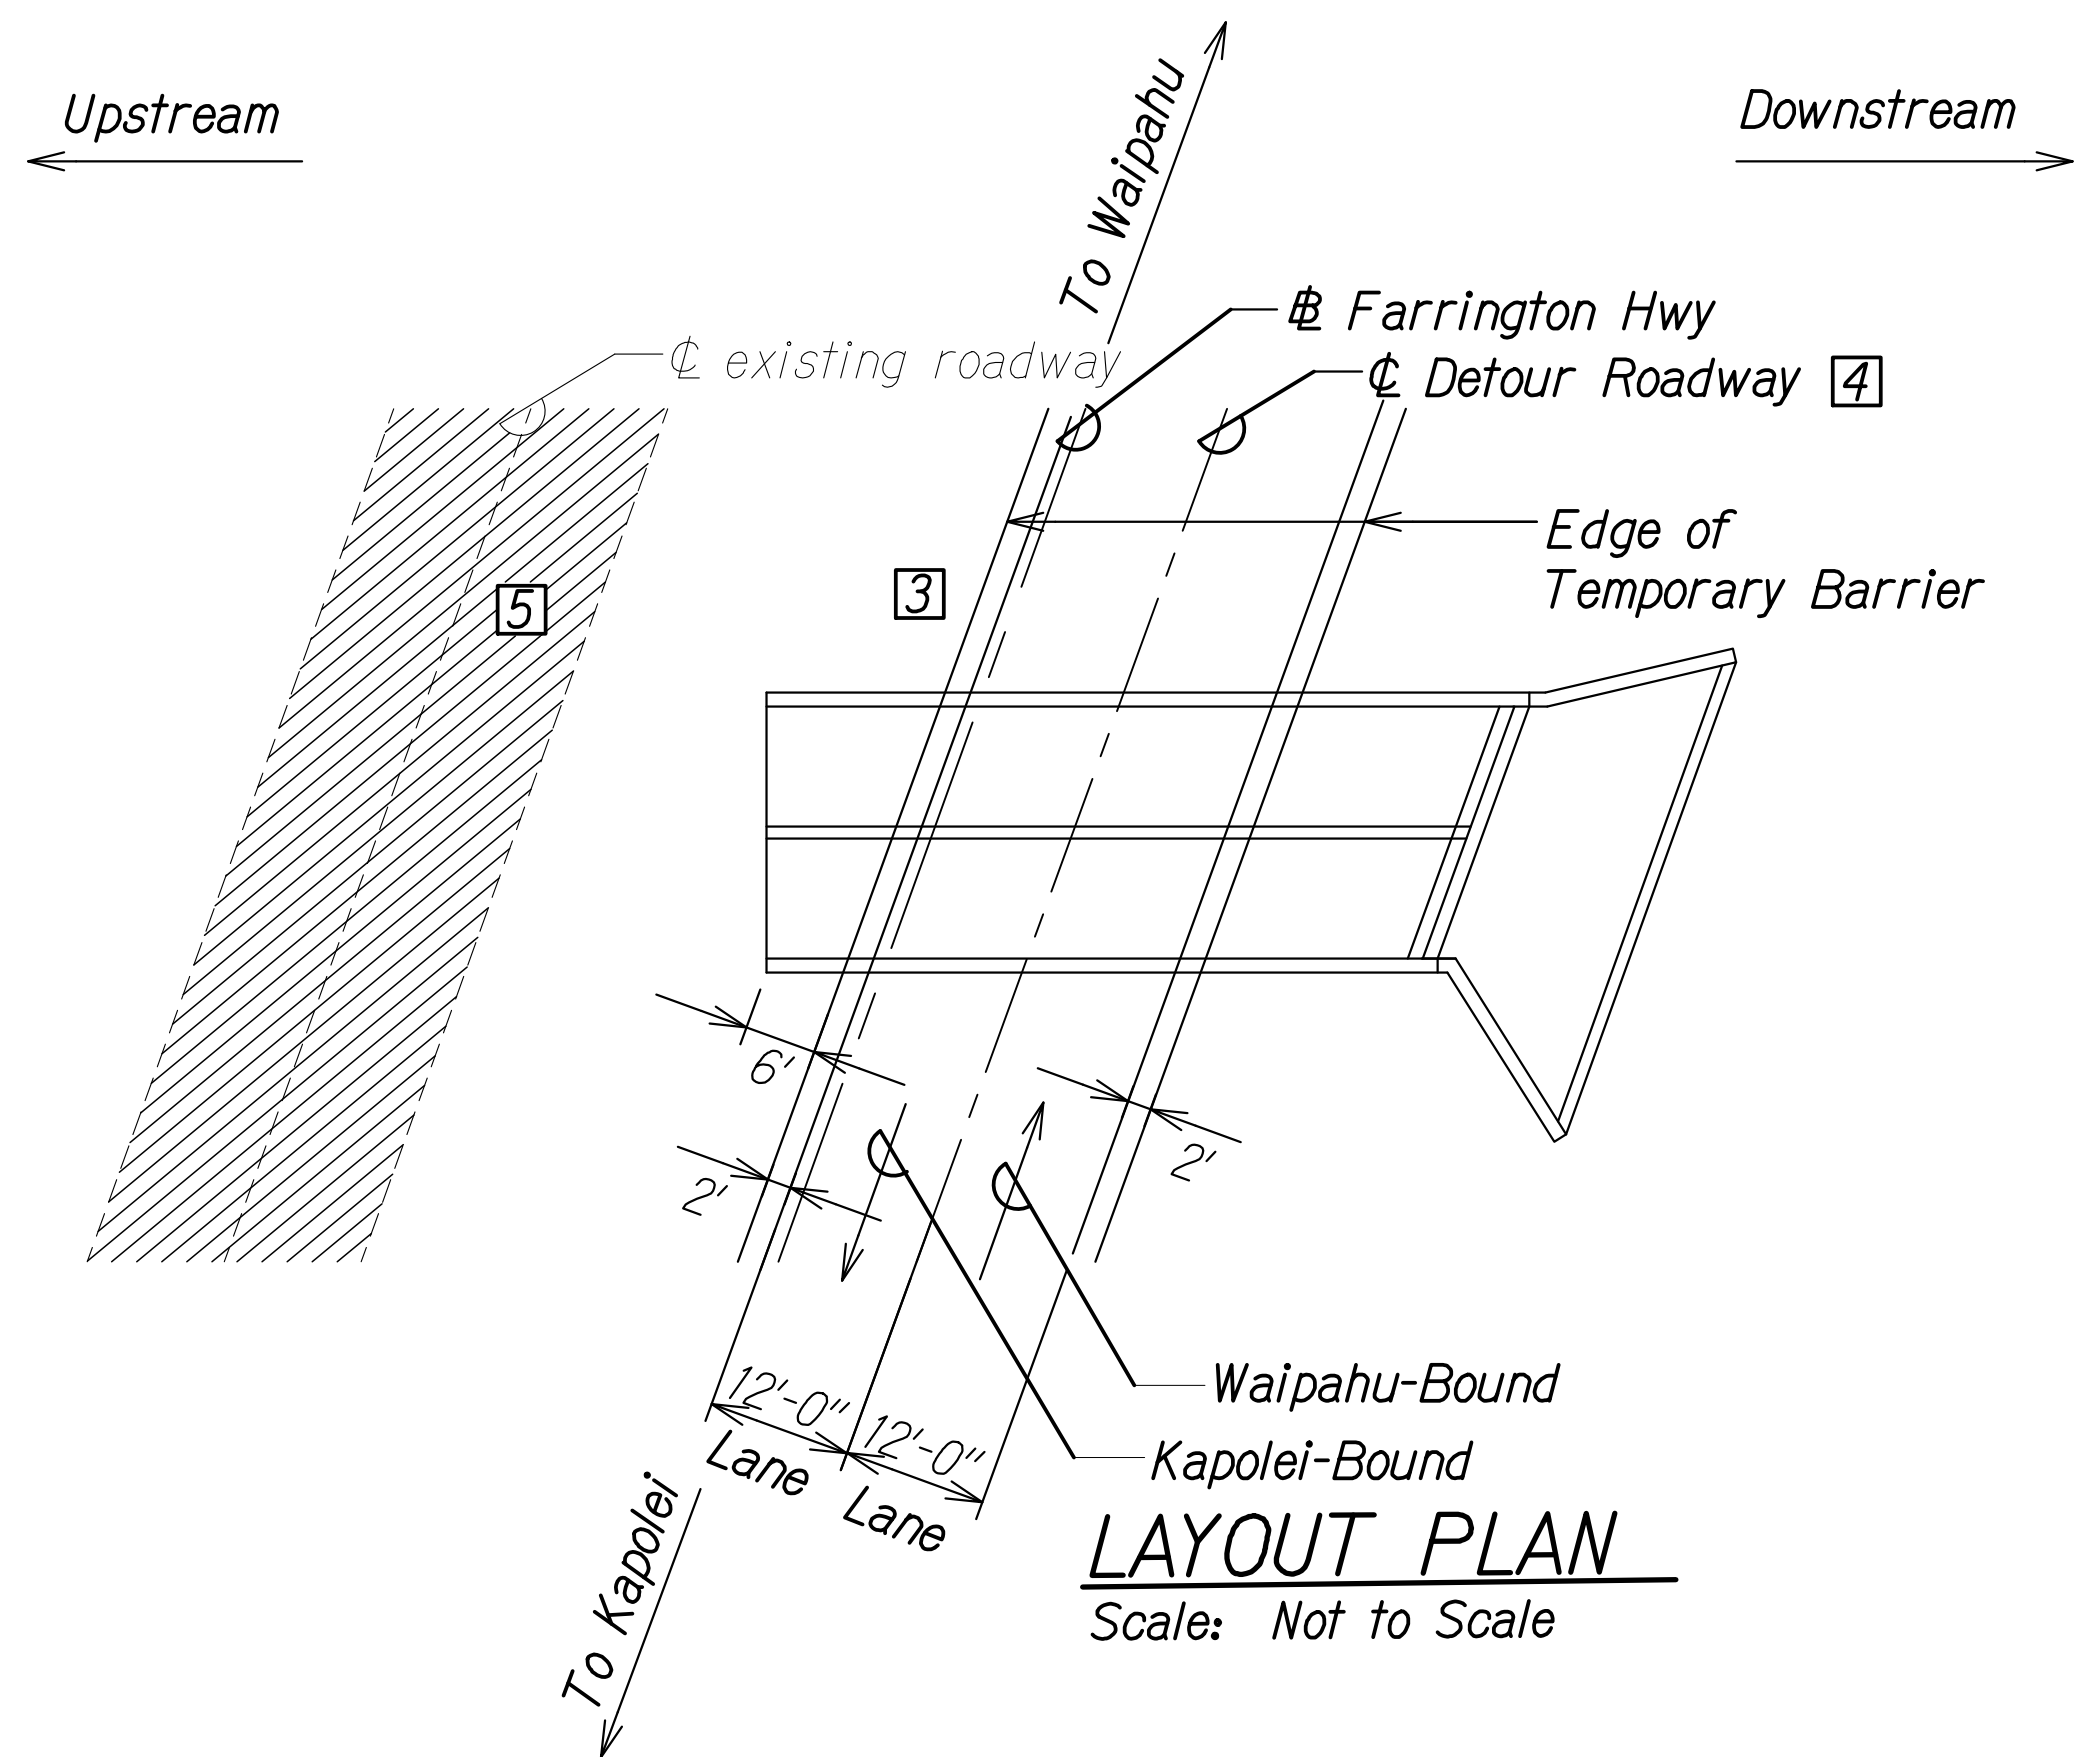 Upstream
Downstream
To Waipahu
℄ existing roadway
Farrington Hwy
℄ Detour Roadway 4
Edge of
Temporary Barrier
5
3
6'
2'
2'
12'-0"
Lane
12'-0"
Lane
Waipahu-Bound
Kapolei-Bound
To Kapolei
LAYOUT PLAN
Scale: Not to Scale